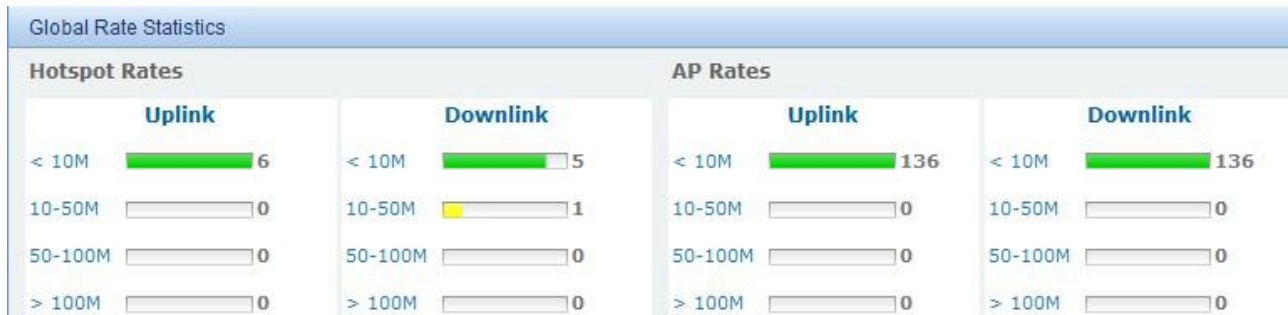 Global Rate Statistics
Hotspot Rates AP Rates
Uplink Downlink Uplink Downlink
< 10M 6 < 10M 5 < 10M 136 < 10M 136
10-50M 0 10-50M 1 10-50M 0 10-50M 0
50-100M 0 50-100M 0 50-100M 0 50-100M 0
> 100M 0 > 100M 0 > 100M 0 > 100M 0